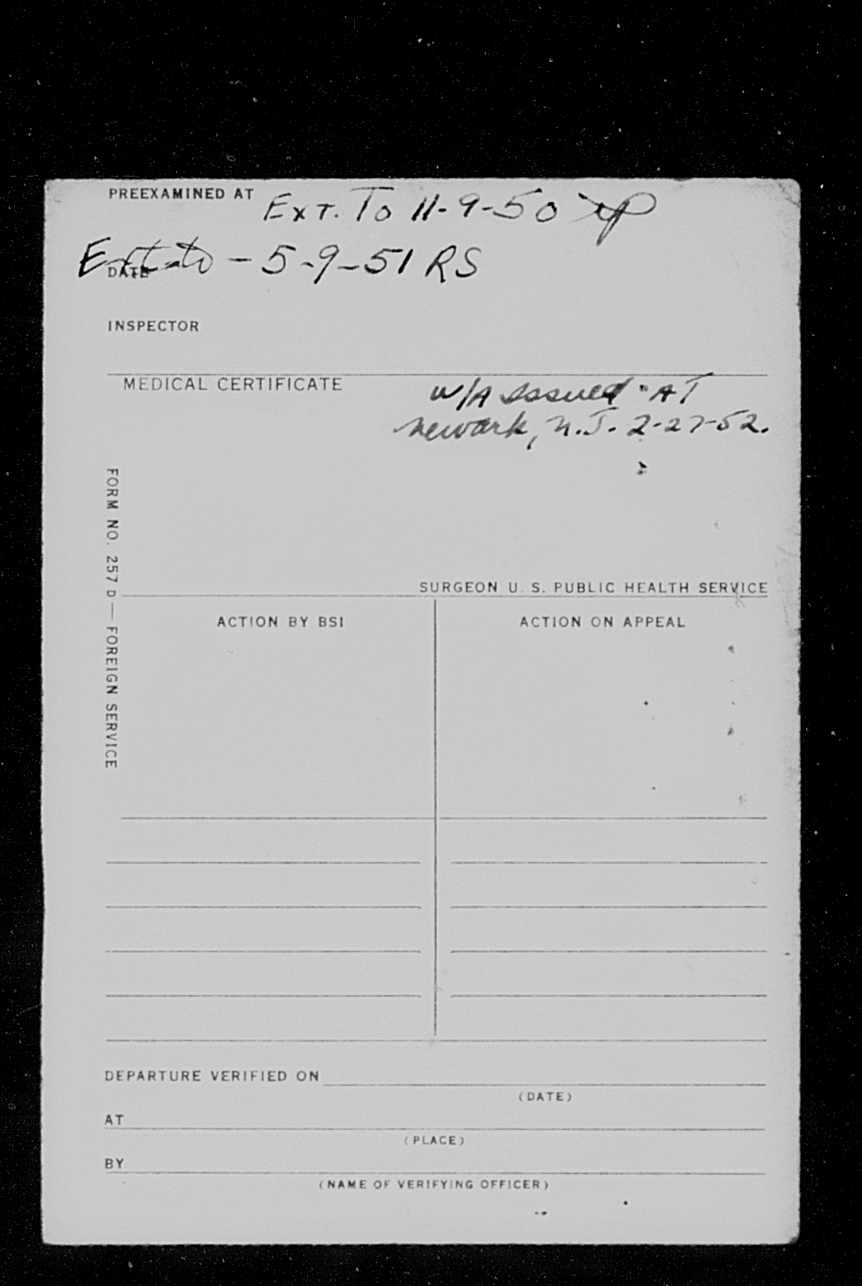 PREEXAMINED AT Ext. To 11-9-50
DATE Ext to - 5-9-51 RS
INSPECTOR
MEDICAL CERTIFICATE
W/A Issued AT
Newark, N.J. 2-27-52.
FORM NO. 257 D — FOREIGN SERVICE
SURGEON U. S. PUBLIC HEALTH SERVICE
ACTION BY BSI
ACTION ON APPEAL
DEPARTURE VERIFIED ON
(DATE)
AT
(PLACE)
BY
(NAME OF VERIFYING OFFICER)